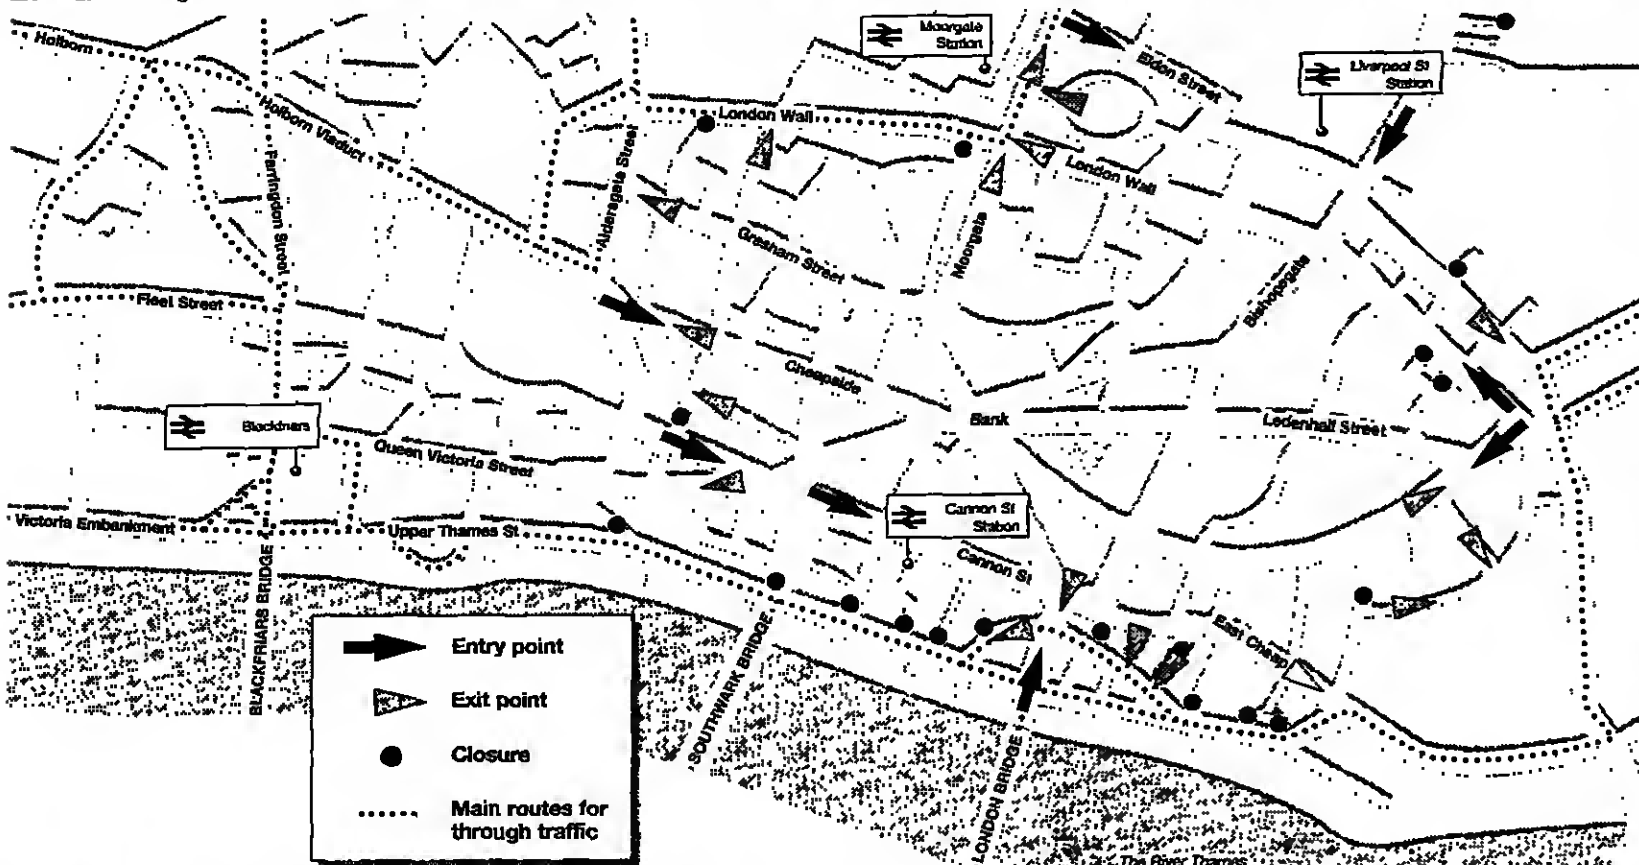 Moorgate
Station
Holborn
Eldon Street
Liverpool St
Station
Holborn Viaduct
London Wall
Farringdon Street
Aldersgate Street
London Wall
Gresham Street
Moorgate
Bishopsgate
Fleet Street
Cheapside
Bank
Ledenhall Street
Blackfriars
Queen Victoria Street
Cannon St
Station
Victoria Embankment
Upper Thames St
Cannon St
East Cheap
BLACKFRIARS BRIDGE
SOUTHWARK BRIDGE
LONDON BRIDGE
Entry point
Exit point
Closure
Main routes for
through traffic
The River Thames